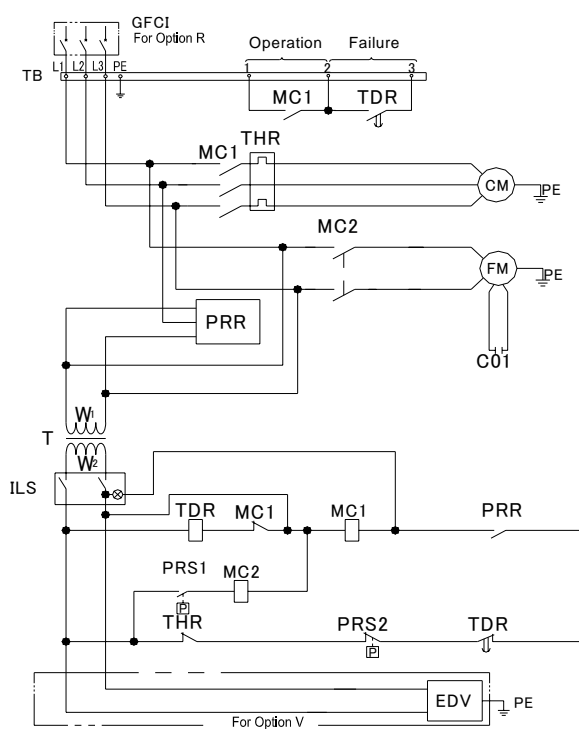 GFCI
For Option R
Operation Failure
L1 L2 L3 PE 1 2 3
TB
MC1 TDR
MC1 THR
CM PE
MC2
FM PE
PRR
C01
W1
T
W2
ILS
TDR MC1 MC1 PRR
PRS1 MC2
P
THR PRS2 TDR
P
EDV PE
For Option V